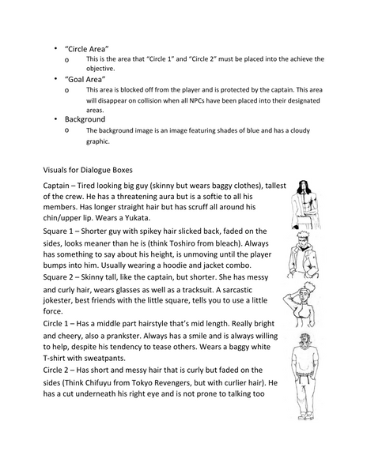 • "Circle Area"
o This is the area that "Circle 1" and "Circle 2" must be placed into the achieve the
objective.
• "Goal Area"
o This area is blocked off from the player and is protected by the captain. This area
will disappear on collision when all NPCs have been placed into their designated
areas.
• Background
o The background image is an image featuring shades of blue and has a cloudy
graphic.
Visuals for Dialogue Boxes
Captain – Tired looking big guy (skinny but wears baggy clothes), tallest
of the crew. He has a threatening aura but is a softie to all his
members. Has longer straight hair but has scruff all around his
chin/upper lip. Wears a Yukata.
Square 1 – Shorter guy with spikey hair slicked back, faded on the
sides, looks meaner than he is (think Toshiro from bleach). Always
has something to say about his height, is unmoving until the player
bumps into him. Usually wearing a hoodie and jacket combo.
Square 2 – Skinny tall, like the captain, but shorter. She has messy
and curly hair, wears glasses as well as a tracksuit. A sarcastic
jokester, best friends with the little square, tells you to use a little
force.
Circle 1 – Has a middle part hairstyle that's mid length. Really bright
and cheery, also a prankster. Always has a smile and is always willing
to help, despite his tendency to tease others. Wears a baggy white
T-shirt with sweatpants.
Circle 2 – Has short and messy hair that is curly but faded on the
sides (Think Chifuyu from Tokyo Revengers, but with curlier hair). He
has a cut underneath his right eye and is not prone to talking too